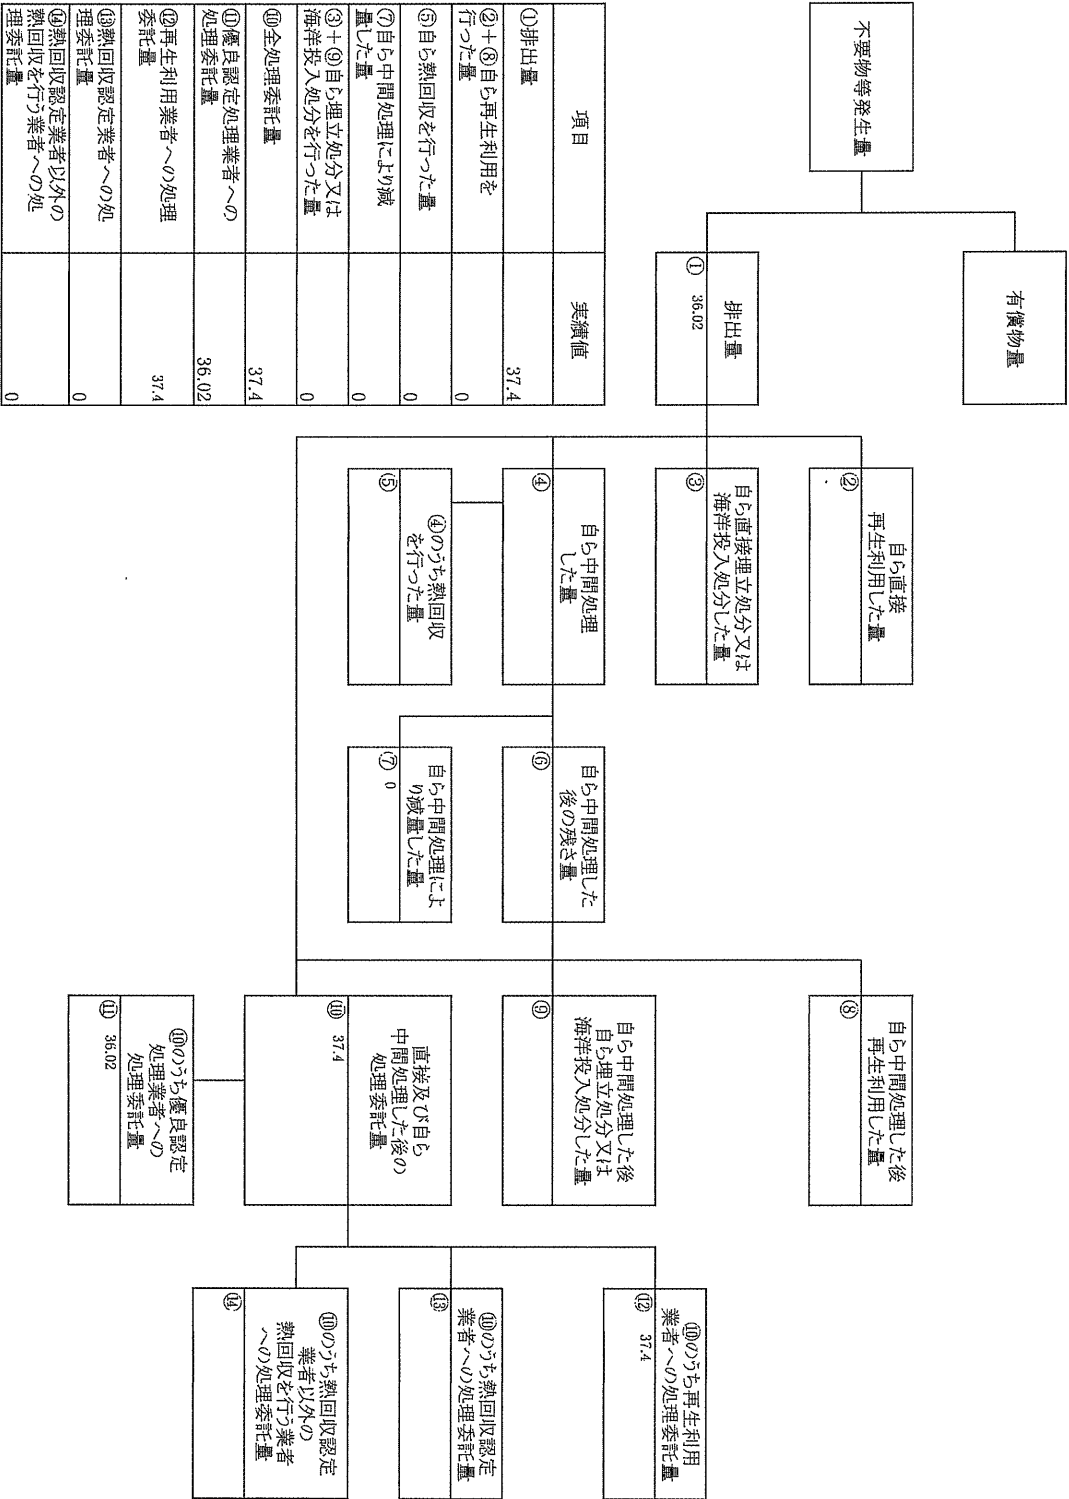 不要物等発生量
有償物量
排出量
① 36.02
自ら直接
再生利用した量
②
自ら直接埋立処分又は
海洋投入処分した量
③
自ら中間処理
した量
④
④のうち熱回収
を行った量
⑤
自ら中間処理した
後の残さ量
⑥
自ら中間処理によ
り減量した量
⑦ 0
自ら中間処理した後
再生利用した量
⑧
自ら中間処理した後
自ら埋立処分又は
海洋投入処分した量
⑨
直接及び自ら
中間処理した後の
処理委託量
⑩ 37.4
⑩のうち優良認定
処理業者への
処理委託量
⑪ 36.02
⑩のうち再生利用
業者への処理委託量
⑫ 37.4
⑩のうち熱回収認定
業者への処理委託量
⑬
⑩のうち熱回収認定
業者以外の
熱回収を行う業者
への処理委託量
⑭
項目 実績値
①排出量 37.4
②+⑧自ら再生利用を
行った量 0
⑤自ら熱回収を行った量 0
⑦自ら中間処理により減
量した量 0
③+⑨自ら埋立処分又は
海洋投入処分を行った量 0
⑩全処理委託量 37.4
⑪優良認定処理業者への
処理委託量 36.02
⑫再生利用業者への処理
委託量 37.4
⑬熱回収認定業者への処
理委託量 0
⑭熱回収認定業者以外の
熱回収を行う業者への処
理委託量 0